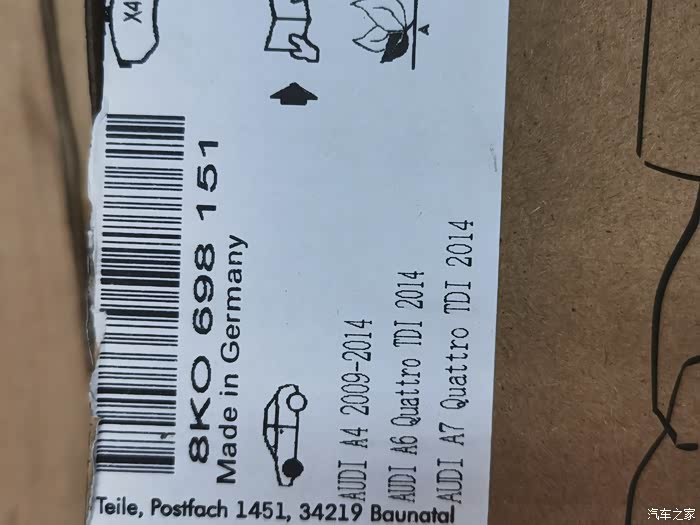 X4
8K0 698 151
Made in Germany
AUDI A4 2009-2014
AUDI A6 Quattro TDI 2014
AUDI A7 Quattro TDI 2014
Teile, Postfach 1451, 34219 Baunatal
汽车之家